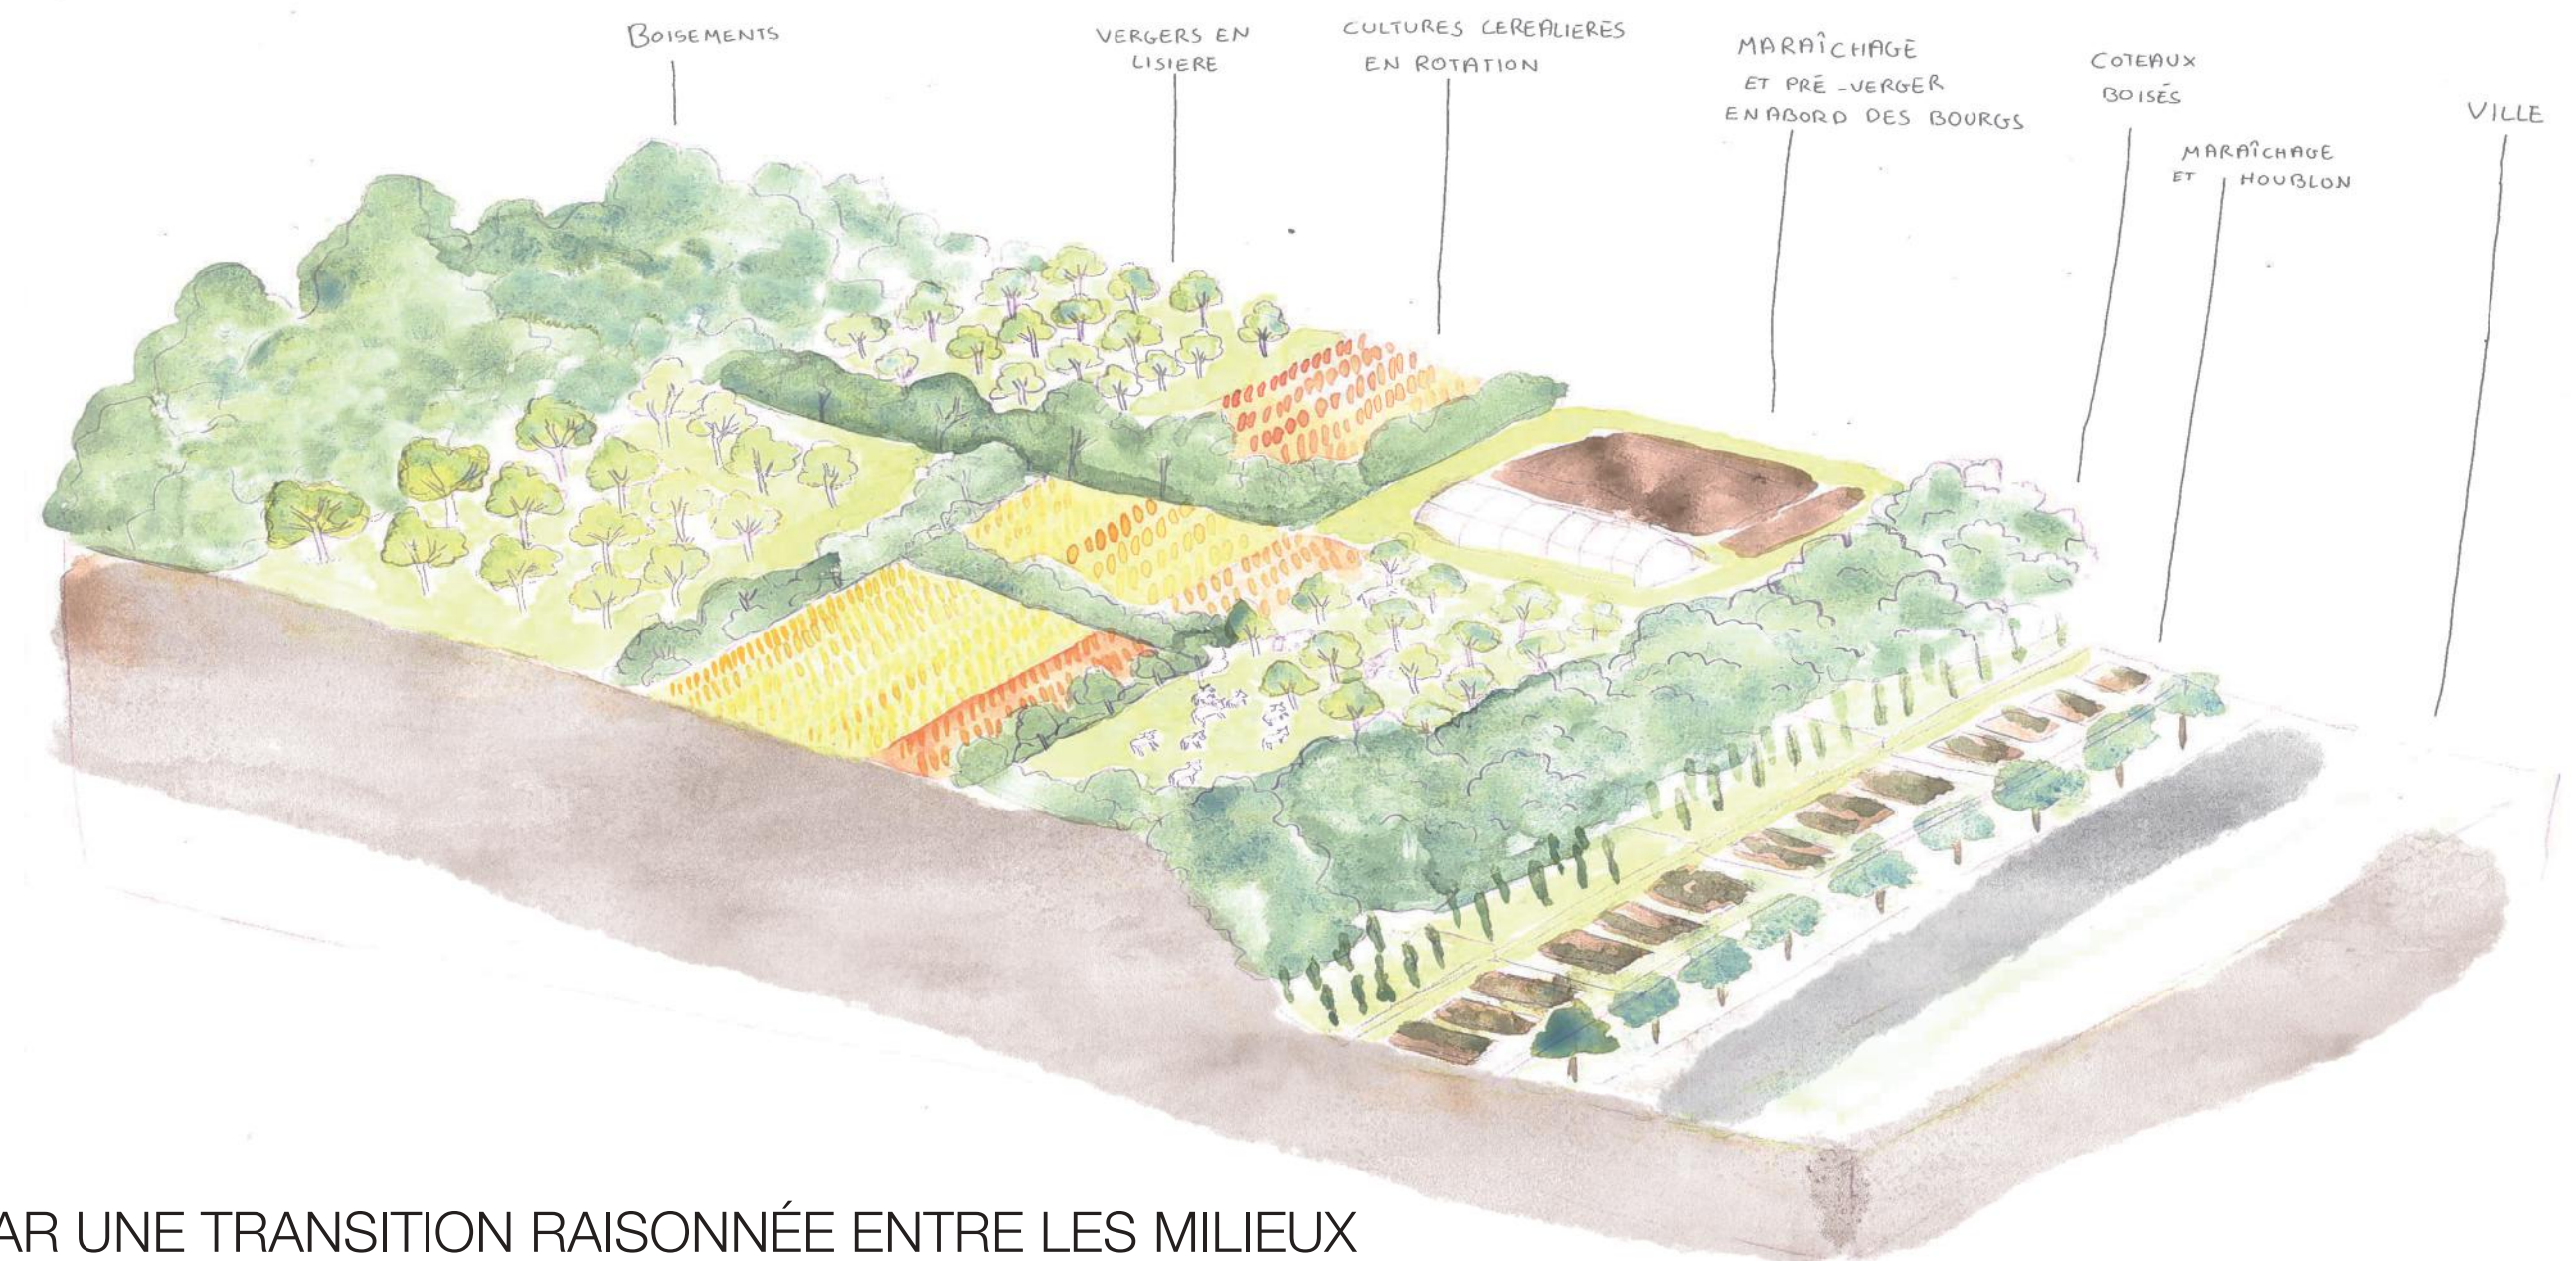 BOISEMENTS
VERGERS EN
LISIERE
CULTURES CEREALIERES
EN ROTATION
MARAÎCHAGE
ET PRÉ-VERGER
EN ABORD DES BOURGS
COTEAUX
BOISÉS
MARAÎCHAGE
ET HOUBLON
VILLE
AR UNE TRANSITION RAISONNÉE ENTRE LES MILIEUX